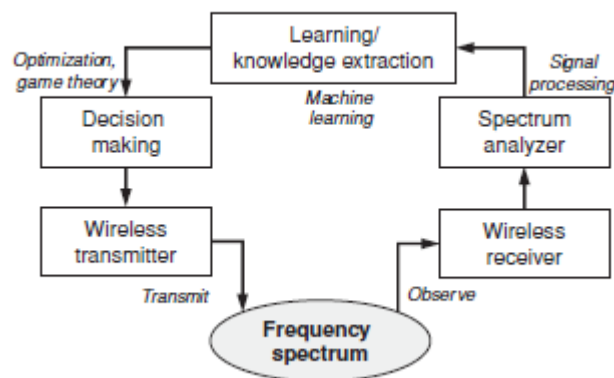 Learning/
knowledge extraction
Optimization,
game theory
Machine
learning
Signal
processing
Decision
making
Spectrum
analyzer
Wireless
transmitter
Wireless
receiver
Transmit
Observe
Frequency
spectrum